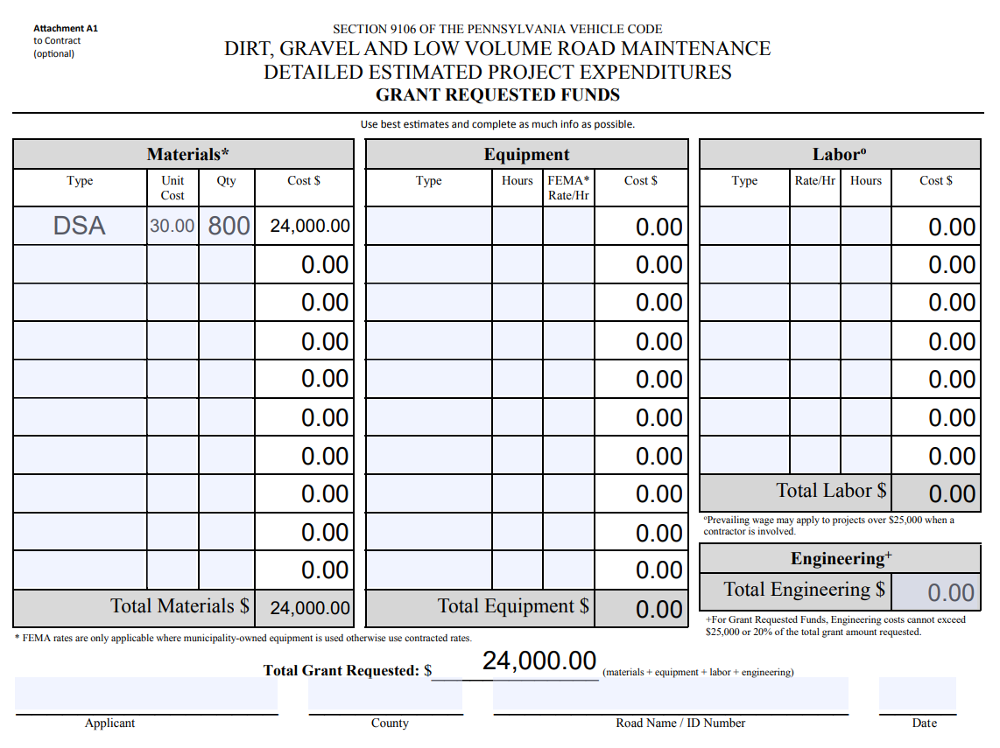 Attachment A1
to Contract
(optional)
SECTION 9106 OF THE PENNSYLVANIA VEHICLE CODE
DIRT, GRAVEL AND LOW VOLUME ROAD MAINTENANCE
DETAILED ESTIMATED PROJECT EXPENDITURES
GRANT REQUESTED FUNDS
Use best estimates and complete as much info as possible.
Materials*
Type Unit Cost Qty Cost $
DSA 30.00 800 24,000.00
0.00
0.00
0.00
0.00
0.00
0.00
0.00
0.00
0.00
Total Materials $ 24,000.00
Equipment
Type Hours FEMA* Rate/Hr Cost $
0.00
0.00
0.00
0.00
0.00
0.00
0.00
0.00
0.00
0.00
Total Equipment $ 0.00
Laborº
Type Rate/Hr Hours Cost $
0.00
0.00
0.00
0.00
0.00
0.00
0.00
Total Labor $ 0.00
ºPrevailing wage may apply to projects over $25,000 when a
contractor is involved.
Engineering+
Total Engineering $ 0.00
+For Grant Requested Funds, Engineering costs cannot exceed
$25,000 or 20% of the total grant amount requested.
* FEMA rates are only applicable where municipality-owned equipment is used otherwise use contracted rates.
Total Grant Requested: $ 24,000.00 (materials + equipment + labor + engineering)
Applicant County Road Name / ID Number Date